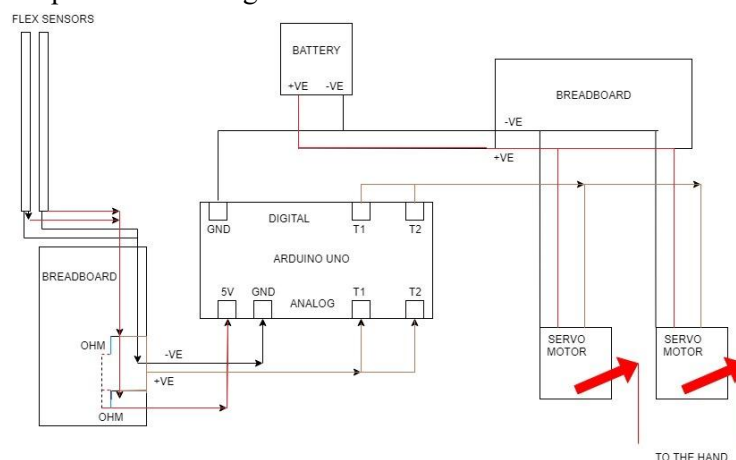 FLEX SENSORS
BATTERY
+VE -VE
BREADBOARD
-VE
+VE
DIGITAL
GND
T1
T2
ARDUINO UNO
BREADBOARD
5V
GND
ANALOG
T1
T2
OHM
-VE
+VE
OHM
SERVO
MOTOR
SERVO
MOTOR
TO THE HAND